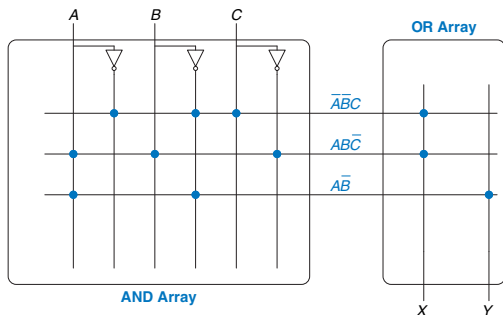 A B C
OR Array
A̅B̅C
ABC̅
AB̅
AND Array
X Y